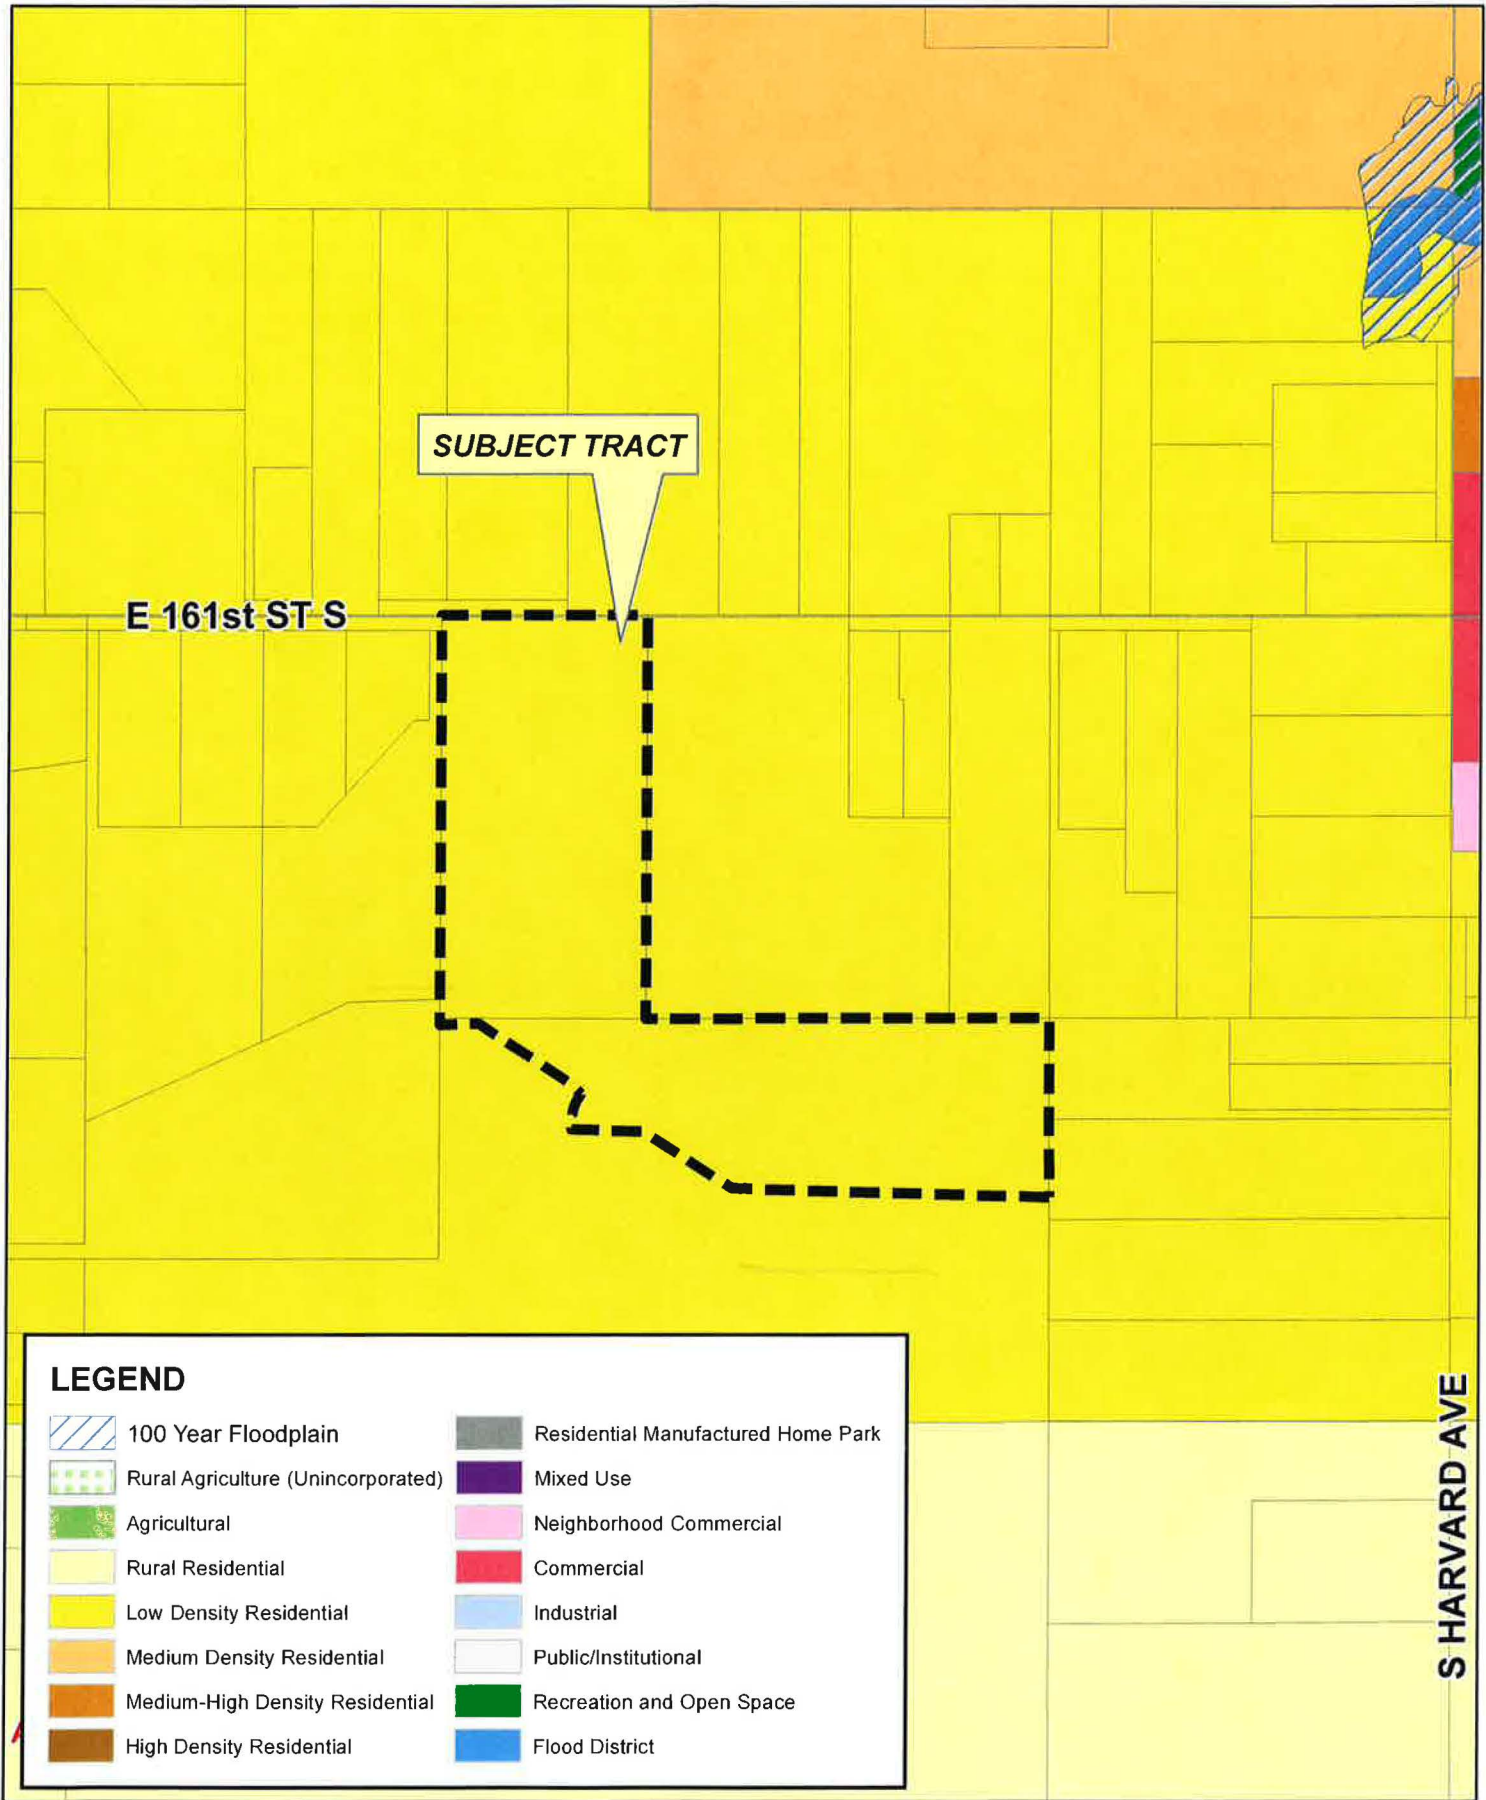 SUBJECT TRACT
E 161st ST S
S HARVARD AVE
LEGEND
100 Year Floodplain
Rural Agriculture (Unincorporated)
Agricultural
Rural Residential
Low Density Residential
Medium Density Residential
Medium-High Density Residential
High Density Residential
Residential Manufactured Home Park
Mixed Use
Neighborhood Commercial
Commercial
Industrial
Public/Institutional
Recreation and Open Space
Flood District